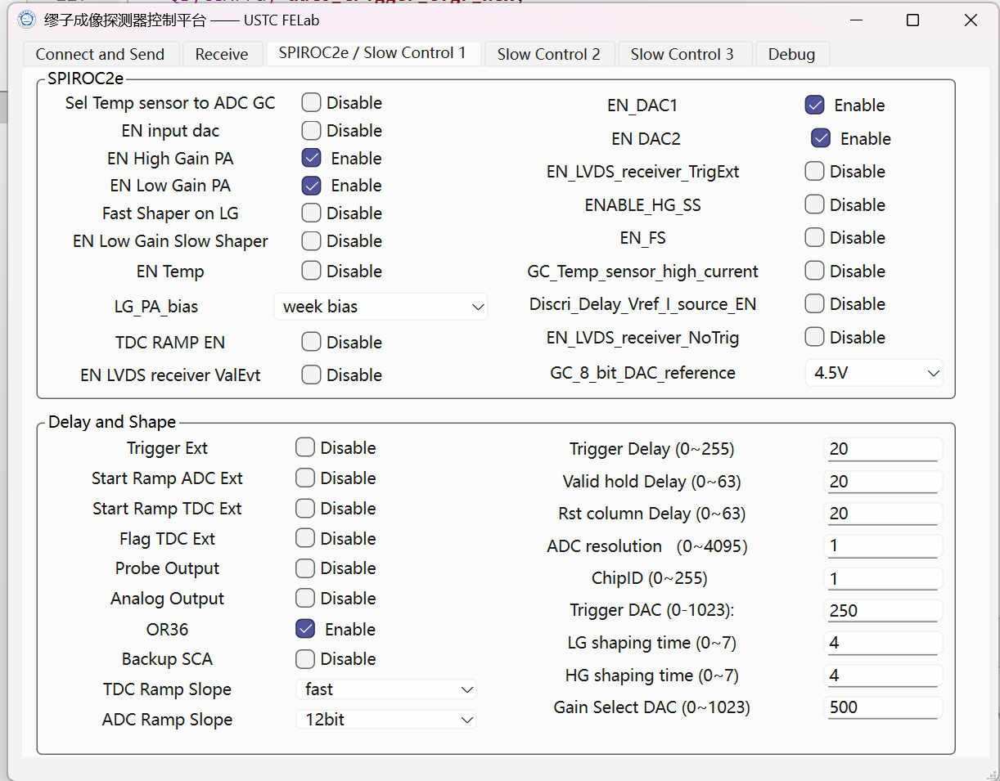 缪子成像探测器控制平台 —— USTC FELab
Connect and Send
Receive
SPIROC2e / Slow Control 1
Slow Control 2
Slow Control 3
Debug
SPIROC2e
Sel Temp sensor to ADC GC Disable
EN input dac Disable
EN High Gain PA Enable
EN Low Gain PA Enable
Fast Shaper on LG Disable
EN Low Gain Slow Shaper Disable
EN Temp Disable
LG_PA_bias week bias
TDC RAMP EN Disable
EN LVDS receiver ValEvt Disable
EN_DAC1 Enable
EN DAC2 Enable
EN_LVDS_receiver_TrigExt Disable
ENABLE_HG_SS Disable
EN_FS Disable
GC_Temp_sensor_high_current Disable
Discri_Delay_Vref_I_source_EN Disable
EN_LVDS_receiver_NoTrig Disable
GC_8_bit_DAC_reference 4.5V
Delay and Shape
Trigger Ext Disable
Start Ramp ADC Ext Disable
Start Ramp TDC Ext Disable
Flag TDC Ext Disable
Probe Output Disable
Analog Output Disable
OR36 Enable
Backup SCA Disable
TDC Ramp Slope fast
ADC Ramp Slope 12bit
Trigger Delay (0~255) 20
Valid hold Delay (0~63) 20
Rst column Delay (0~63) 20
ADC resolution (0~4095) 1
ChipID (0~255) 1
Trigger DAC (0-1023): 250
LG shaping time (0~7) 4
HG shaping time (0~7) 4
Gain Select DAC (0~1023) 500